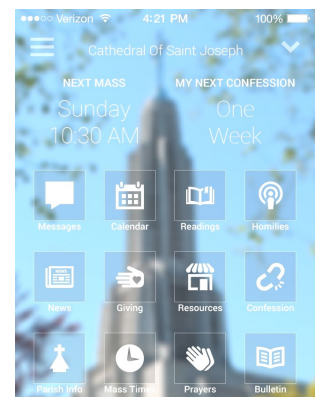 Verizon 4:21 PM 100%
Cathedral Of Saint Joseph
NEXT MASS MY NEXT CONFESSION
Sunday One
10:30 AM Week
Messages Calendar Readings Homilies
NEWS
News Giving Resources Confession
Parish Info Mass Times Prayers Bulletin